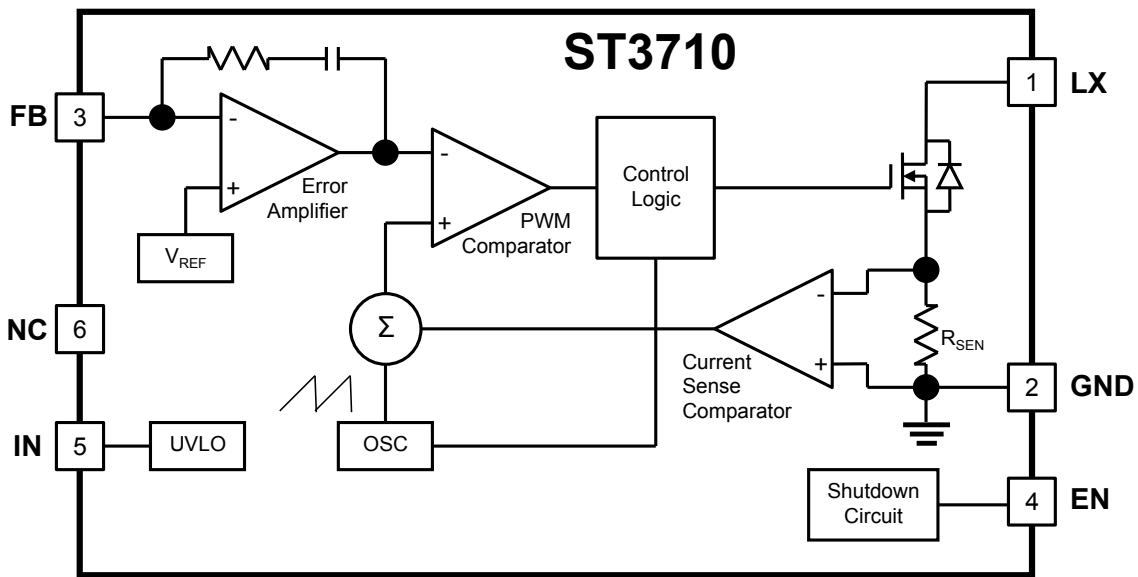 ST3710
1
LX
FB
3
-
+
Error
Amplifier
-
+
PWM
Comparator
Control
Logic
V_REF
NC
6
Σ
-
+
Current
Sense
Comparator
R_SEN
2
GND
IN
5
UVLO
OSC
Shutdown
Circuit
4
EN